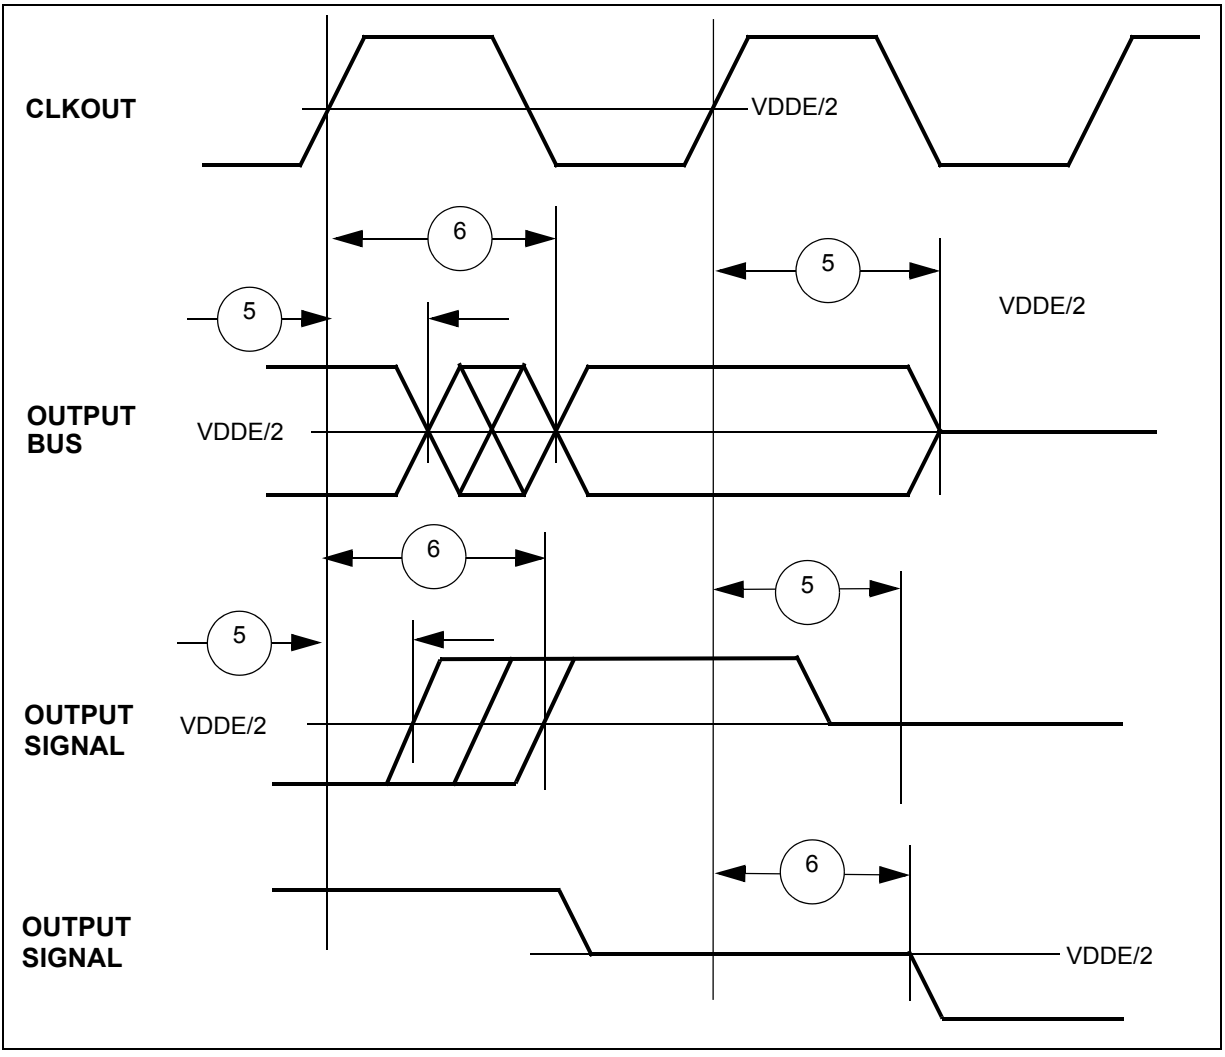 CLKOUT
VDDE/2
6
5
VDDE/2
5
OUTPUT
BUS
VDDE/2
6
5
5
OUTPUT
SIGNAL
VDDE/2
6
OUTPUT
SIGNAL
VDDE/2